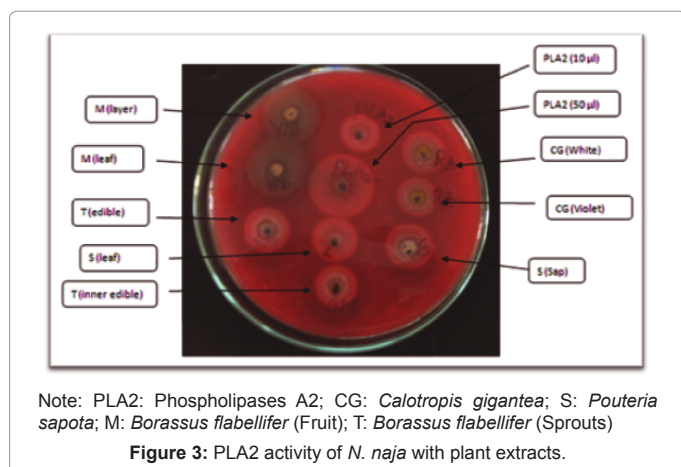 PLA2 (10 µl)
M(layer)
PLA2 (50 µl)
M(leaf)
CG (White)
T(edible)
CG (Violet)
S(leaf)
S(Sap)
T(inner edible)
Note: PLA2: Phospholipases A2; CG: Calotropis gigantea; S: Pouteria
sapota; M: Borassus flabellifer (Fruit); T: Borassus flabellifer (Sprouts)
Figure 3: PLA2 activity of N. naja with plant extracts.